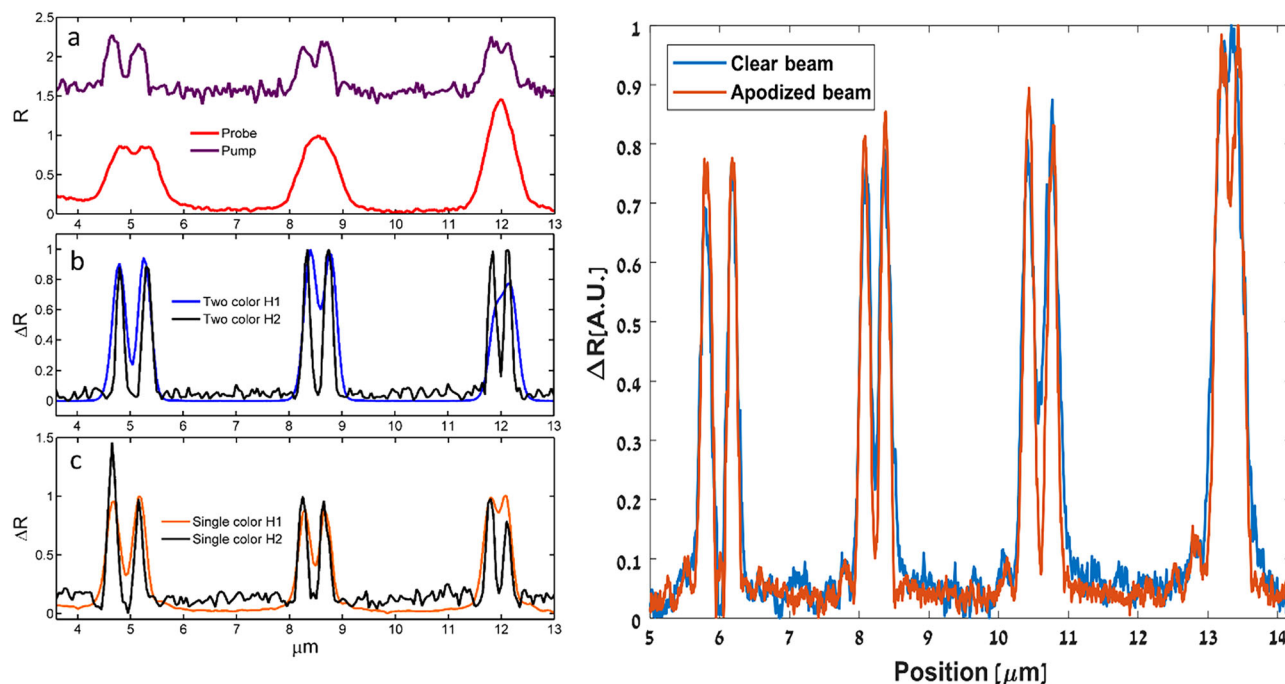 a
2.5
2
1.5
1
0.5
0
R
Probe
Pump
4 5 6 7 8 9 10 11 12 13
b
1
0.8
0.6
0.4
0.2
0
ΔR
Two color H1
Two color H2
4 5 6 7 8 9 10 11 12 13
c
1.5
1
0.5
0
ΔR
Single color H1
Single color H2
4 5 6 7 8 9 10 11 12 13
μm
1
0.9
0.8
0.7
0.6
0.5
0.4
0.3
0.2
0.1
0
ΔR[A.U.]
Clear beam
Apodized beam
5 6 7 8 9 10 11 12 13 14
Position [μm]